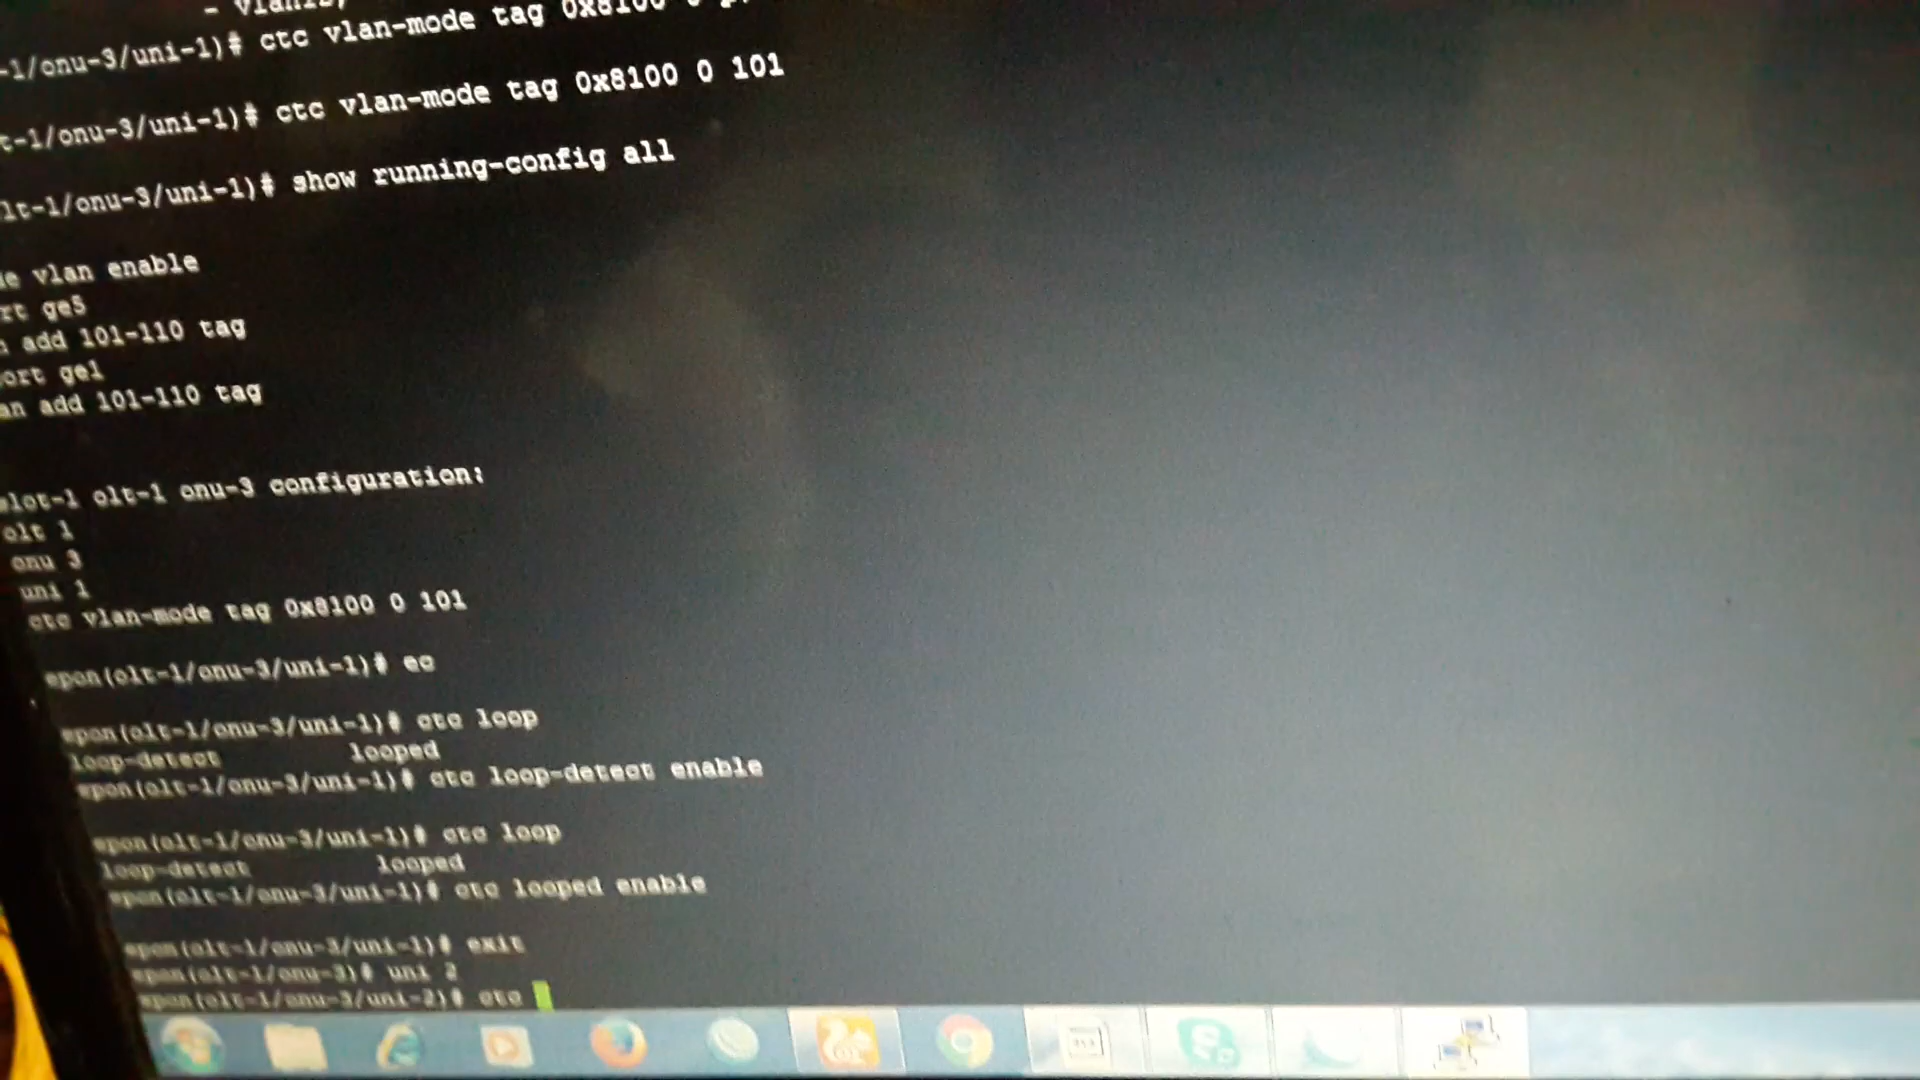 -1/onu-3/uni-1)# ctc vlan-mode tag 0x8100 0
t-1/onu-3/uni-1)# ctc vlan-mode tag 0x8100 0 101
lt-1/onu-3/uni-1)# show running-config all
vlan enable
rt ge5
add 101-110 tag
ort ge1
an add 101-110 tag
slot-1 olt-1 onu-3 configuration:
olt 1
onu 3
uni 1
ctc vlan-mode tag 0x8100 0 101
epon(olt-1/onu-3/uni-1)# ec
epon(olt-1/onu-3/uni-1)# ctc loop
loop-detect looped
epon(olt-1/onu-3/uni-1)# ctc loop-detect enable
epon(olt-1/onu-3/uni-1)# ctc loop
loop-detect looped
epon(olt-1/onu-3/uni-1)# ctc looped enable
epon(olt-1/onu-3/uni-1)# exit
epon(olt-1/onu-3)# uni 2
epon(olt-1/onu-3/uni-2)# ctc